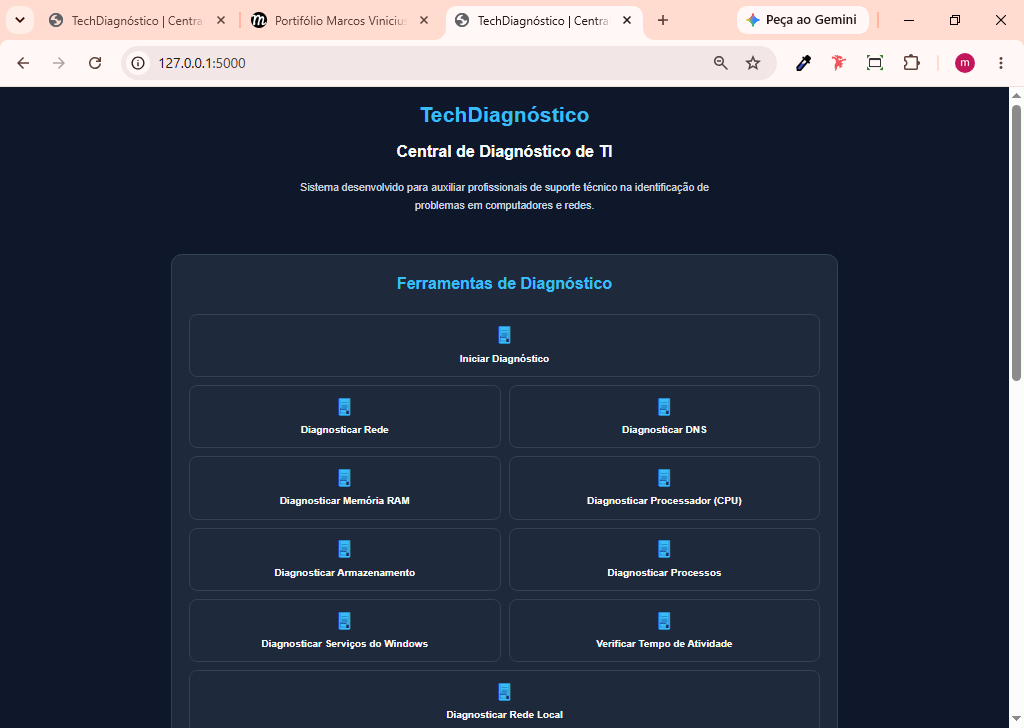 TechDiagnóstico | Centra
Portifólio Marcos Vinicius
TechDiagnóstico | Centra
Peça ao Gemini
127.0.0.1:5000
m
TechDiagnóstico
Central de Diagnóstico de TI
Sistema desenvolvido para auxiliar profissionais de suporte técnico na identificação de
problemas em computadores e redes.
Ferramentas de Diagnóstico
Iniciar Diagnóstico
Diagnosticar Rede
Diagnosticar DNS
Diagnosticar Memória RAM
Diagnosticar Processador (CPU)
Diagnosticar Armazenamento
Diagnosticar Processos
Diagnosticar Serviços do Windows
Verificar Tempo de Atividade
Diagnosticar Rede Local